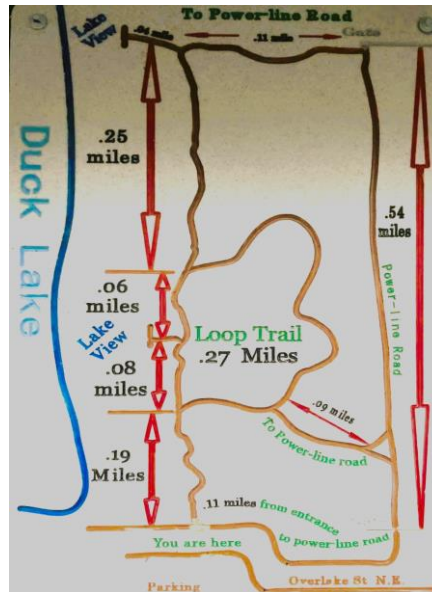 To Power-line Road
Lake
View
.04 mile
.11 mile
Gate
.25
miles
Duck Lake
.54
miles
.06
miles
Lake
View
Loop Trail
.27 Miles
Power-line Road
.08
miles
.09 miles
To Power-line road
.19
Miles
.11 miles from entrance
to power-line road
You are here
Parking
Overlake St N.E.